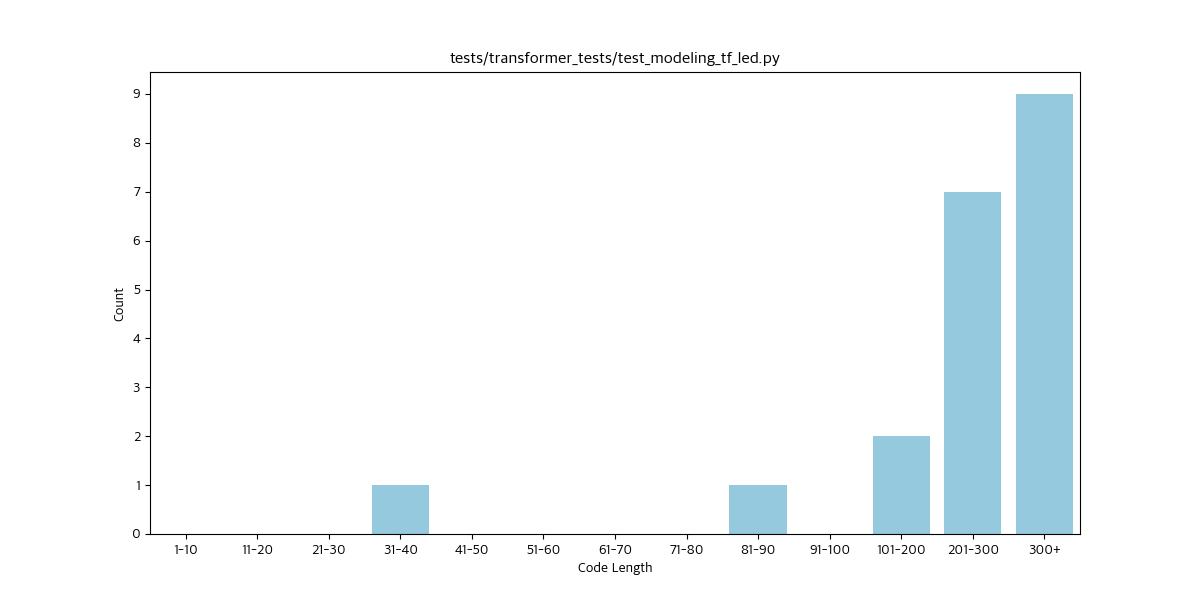 tests/transformer_tests/test_modeling_tf_led.py
9
8
7
6
5
4
3
2
1
0
Count
1-10 11-20 21-30 31-40 41-50 51-60 61-70 71-80 81-90 91-100 101-200 201-300 300+
Code Length